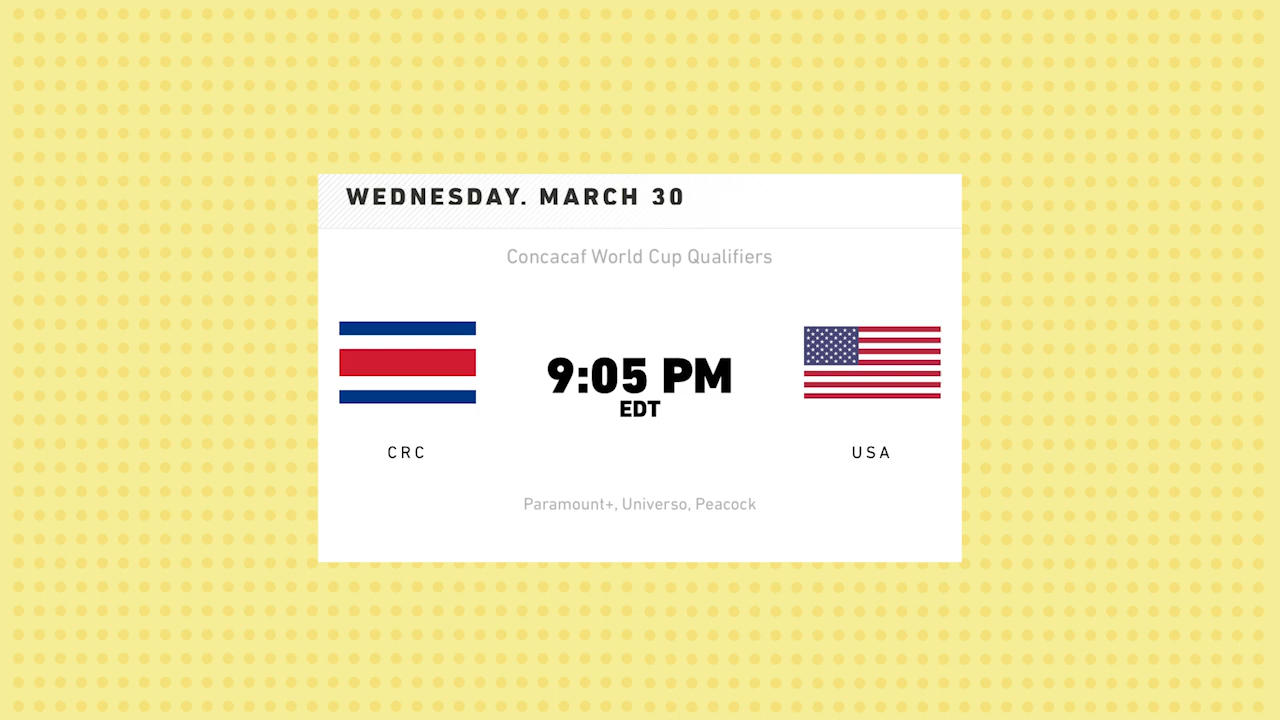 WEDNESDAY. MARCH 30
Concacaf World Cup Qualifiers
9:05 PM
EDT
CRC
USA
Paramount+, Universo, Peacock